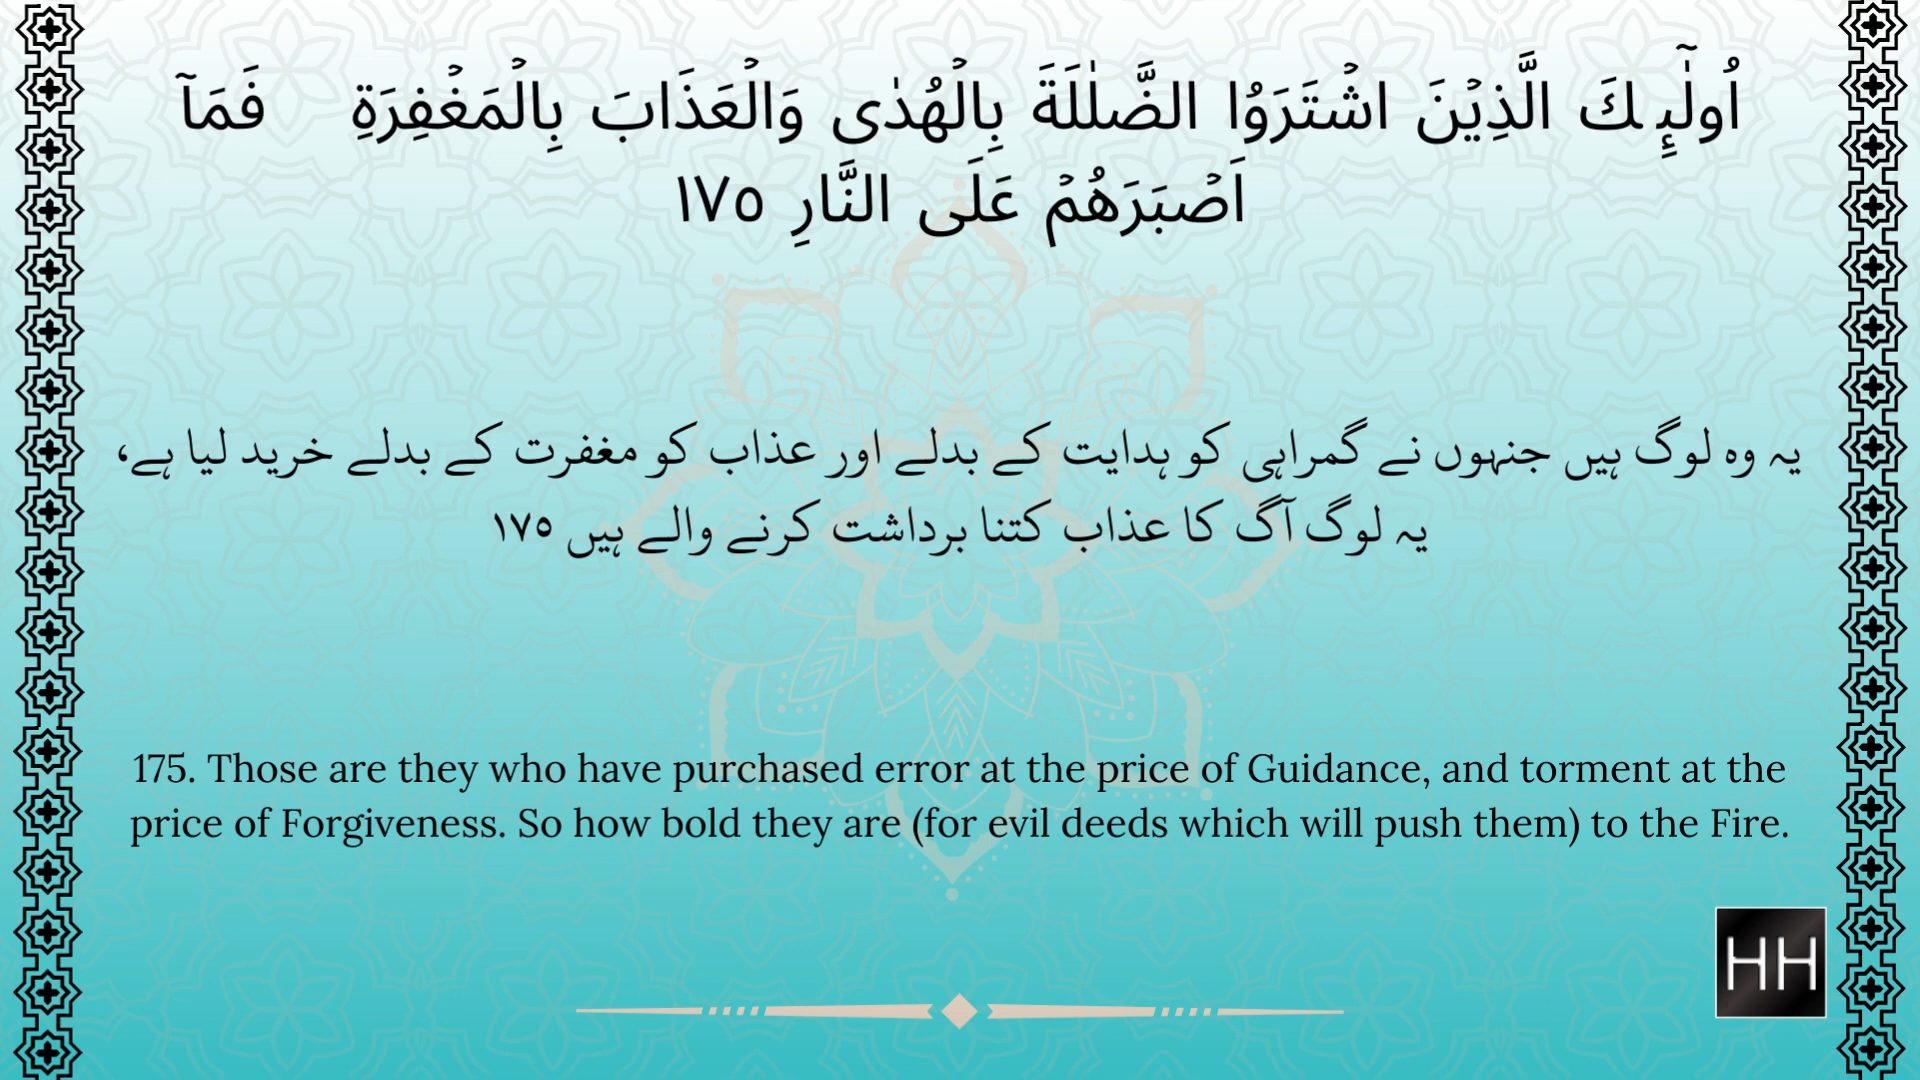 اُولٰٓئِكَ الَّذِيۡنَ اشۡتَرَوُا الضَّلٰلَةَ بِالۡهُدٰى وَالۡعَذَابَ بِالۡمَغۡفِرَةِ فَمَآ
اَصۡبَرَهُمۡ عَلَى النَّارِ ١٧٥
یہ وہ لوگ ہیں جنہوں نے گمراہی کو ہدایت کے بدلے اور عذاب کو مغفرت کے بدلے خرید لیا ہے،
یہ لوگ آگ کا عذاب کتنا برداشت کرنے والے ہیں ١٧٥
175. Those are they who have purchased error at the price of Guidance, and torment at the
price of Forgiveness. So how bold they are (for evil deeds which will push them) to the Fire.
HH